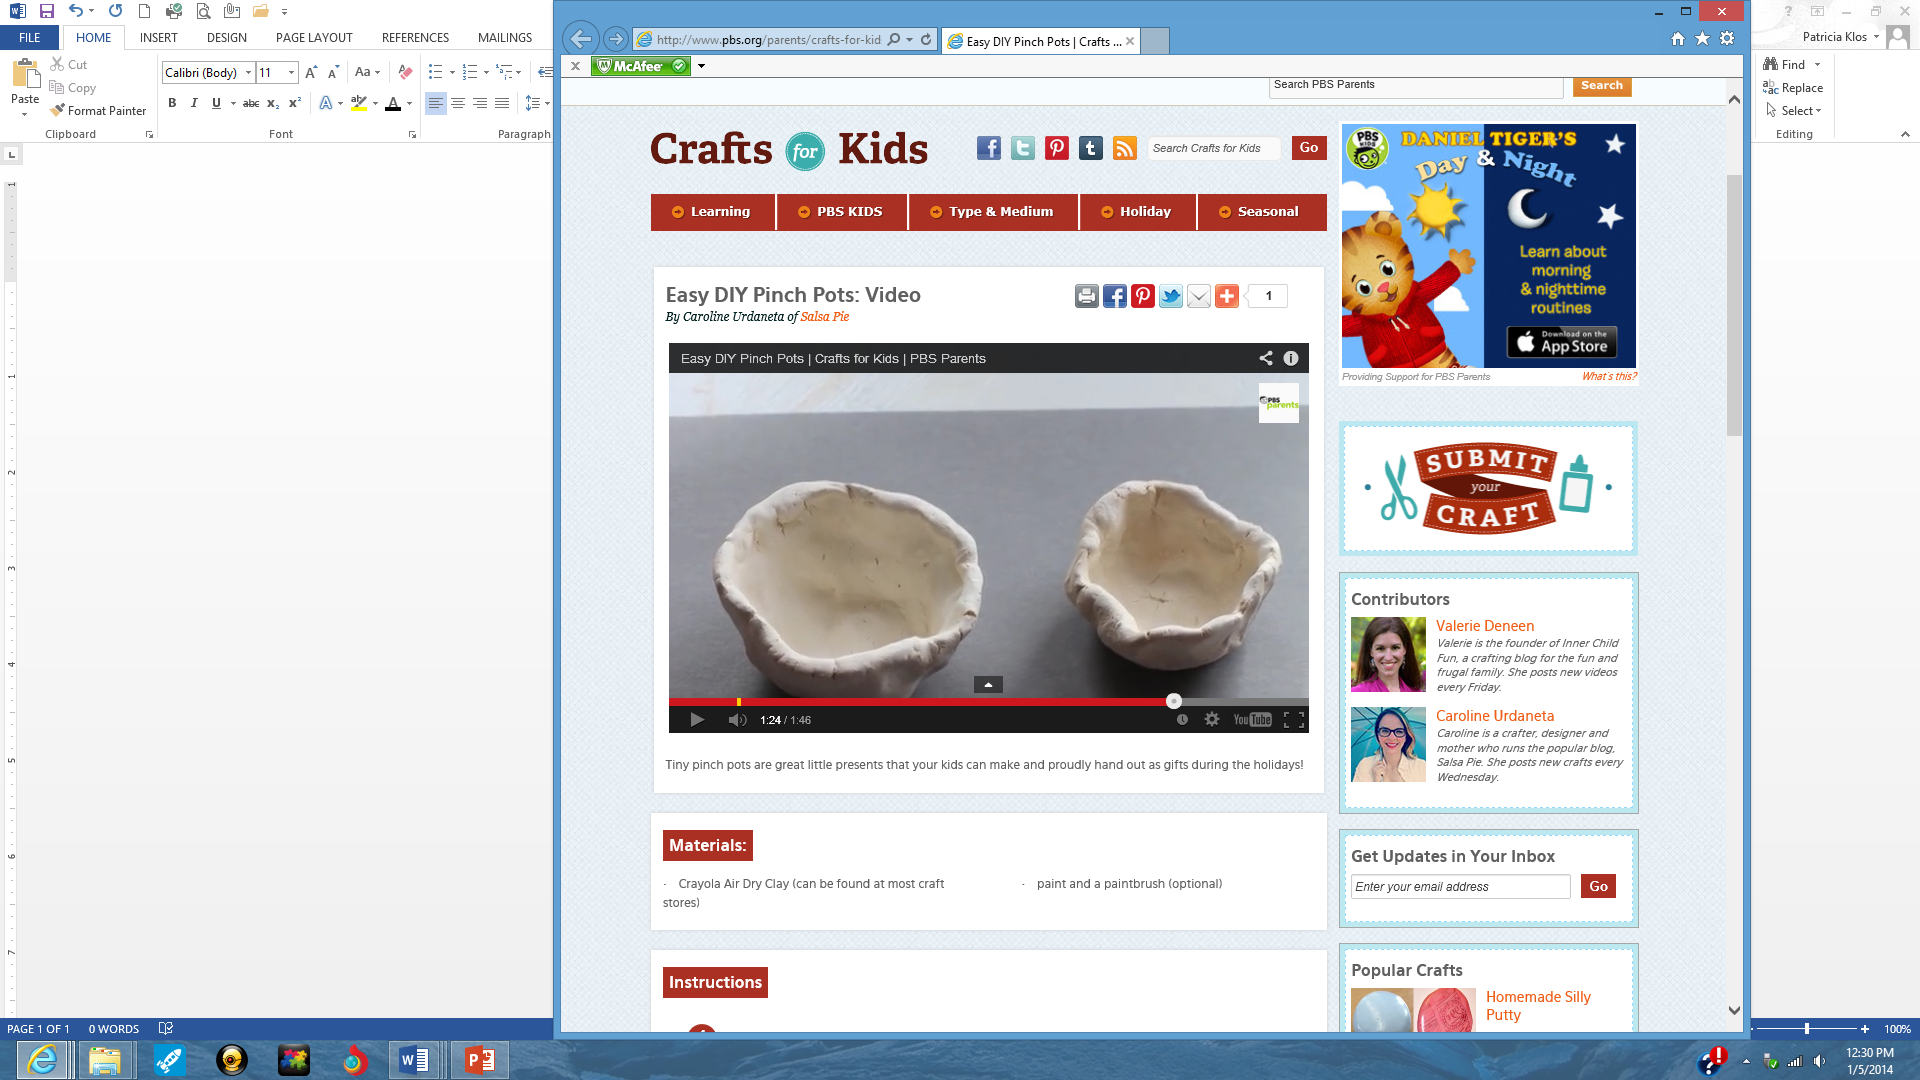 FILE
HOME
INSERT
DESIGN
PAGE LAYOUT
REFERENCES
MAILINGS
Patricia Klos
Paste
Cut
Copy
Format Painter
Clipboard
Calibri (Body)
11
Font
Paragraph
Find
Replace
Select
Editing
http://www.pbs.org/parents/crafts-for-kid
Easy DIY Pinch Pots | Crafts ...
McAfee
Search PBS Parents
Search
Crafts for Kids
Search Crafts for Kids
Go
Learning
PBS KIDS
Type & Medium
Holiday
Seasonal
PBS KIDS
DANIEL TIGER'S
Day & Night
Learn about
morning
& nighttime
routines
Download on the
App Store
Providing Support for PBS Parents
What's this?
Easy DIY Pinch Pots: Video
By Caroline Urdaneta of Salsa Pie
1
Easy DIY Pinch Pots | Crafts for Kids | PBS Parents
PBS parents
1:24 / 1:46
YouTube
Tiny pinch pots are great little presents that your kids can make and proudly hand out as gifts during the holidays!
SUBMIT
your
CRAFT
Contributors
Valerie Deneen
Valerie is the founder of Inner Child
Fun, a crafting blog for the fun and
frugal family. She posts new videos
every Friday.
Caroline Urdaneta
Caroline is a crafter, designer and
mother who runs the popular blog,
Salsa Pie. She posts new crafts every
Wednesday.
Materials:
· Crayola Air Dry Clay (can be found at most craft
stores)
· paint and a paintbrush (optional)
Get Updates in Your Inbox
Enter your email address
Go
Instructions
Popular Crafts
Homemade Silly
Putty
PAGE 1 OF 1
0 WORDS
100%
12:30 PM
1/5/2014